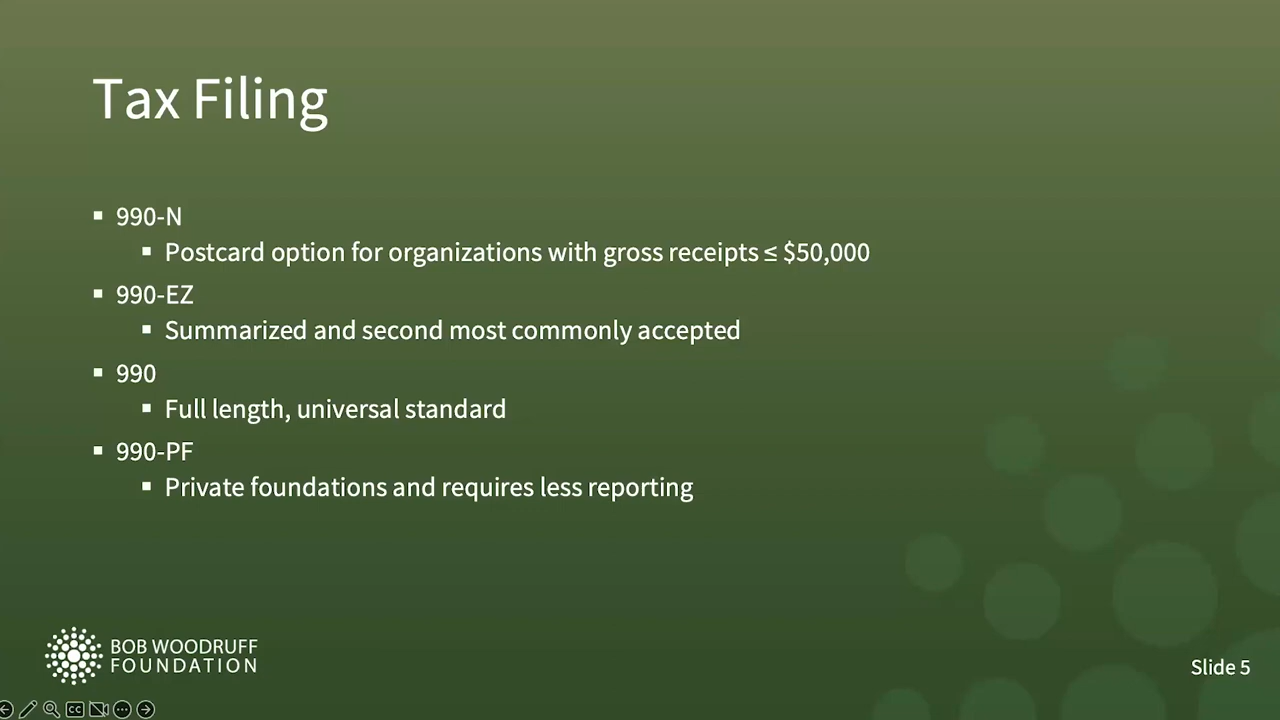 Tax Filing
990-N
Postcard option for organizations with gross receipts ≤ $50,000
990-EZ
Summarized and second most commonly accepted
990
Full length, universal standard
990-PF
Private foundations and requires less reporting
BOB WOODRUFF
FOUNDATION
Slide 5
CC